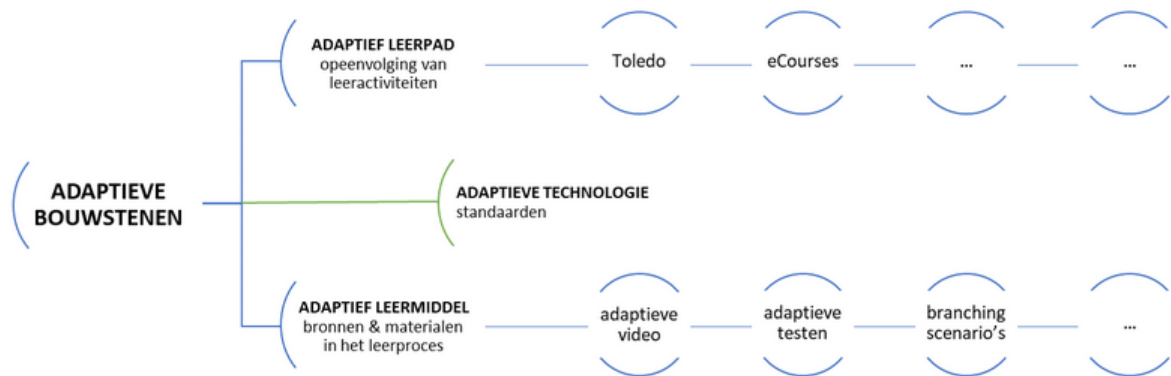 ADAPTIEF LEERPAD
opeenvolging van
leeractiviteiten
Toledo
eCourses
...
...
ADAPTIEVE
BOUWSTENEN
ADAPTIEVE TECHNOLOGIE
standaarden
ADAPTIEF LEERMIDDEL
bronnen & materialen
in het leerproces
adaptieve
video
adaptieve
testen
branching
scenario's
...